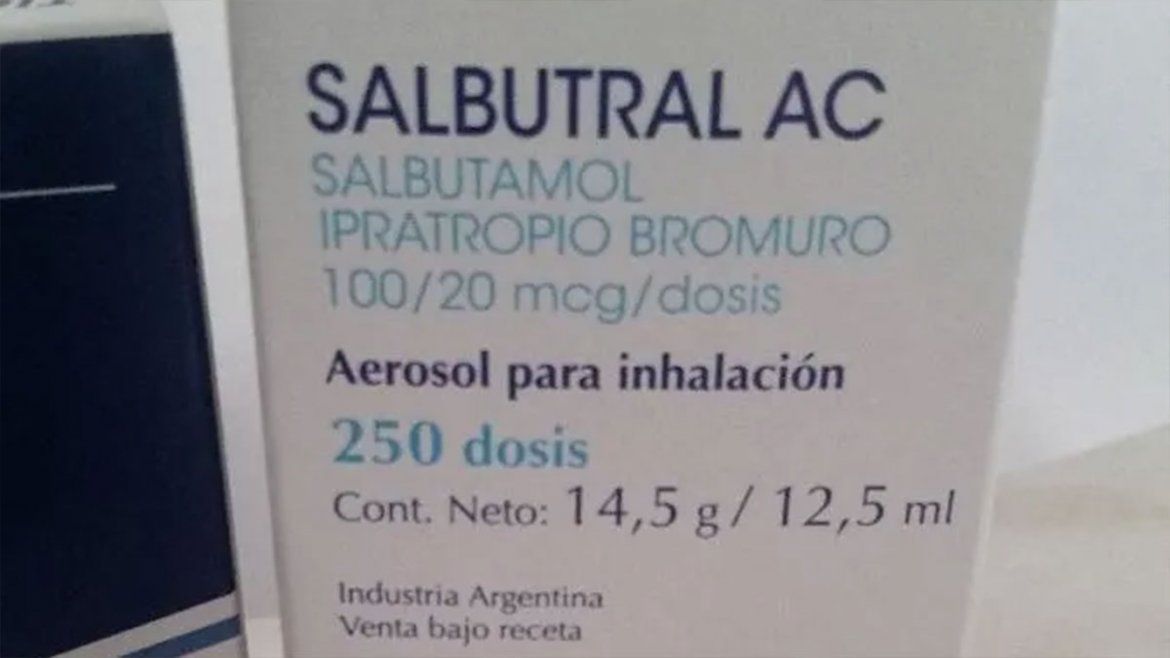 SALBUTRAL AC
SALBUTAMOL
IPRATROPIO BROMURO
100/20 mcg/dosis
Aerosol para inhalación
250 dosis
Cont. Neto: 14,5 g / 12,5 ml
Industria Argentina
Venta bajo receta